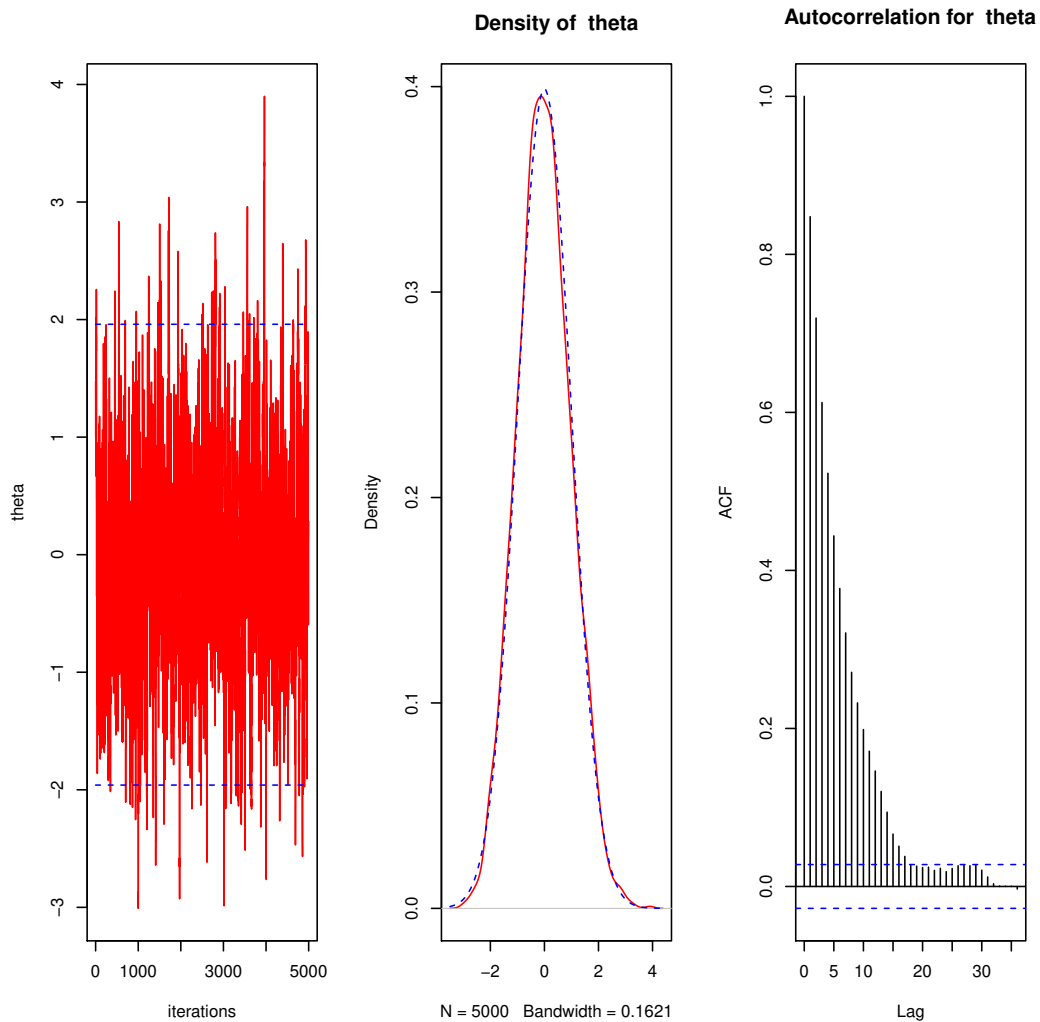 4
3
2
1
0
−1
−2
−3
theta
0 1000 3000 5000
iterations
Density of theta
0.4
0.3
0.2
0.1
0.0
Density
−2 0 2 4
N = 5000 Bandwidth = 0.1621
Autocorrelation for theta
1.0
0.8
0.6
0.4
0.2
0.0
ACF
0 5 10 20 30
Lag